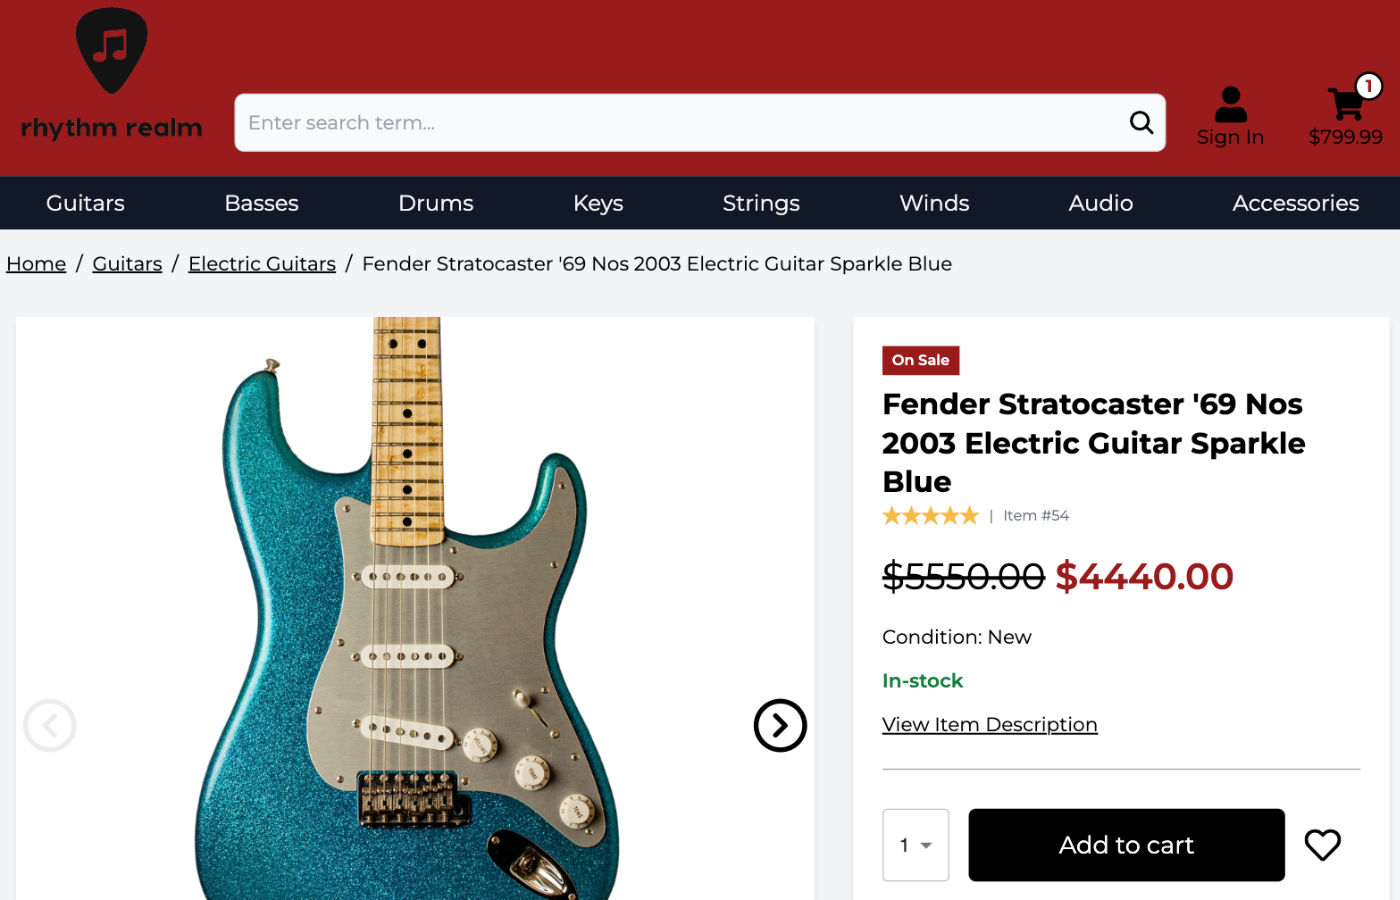 rhythm realm
Enter search term...
Sign In
1
$799.99
Guitars
Basses
Drums
Keys
Strings
Winds
Audio
Accessories
Home / Guitars / Electric Guitars / Fender Stratocaster '69 Nos 2003 Electric Guitar Sparkle Blue
On Sale
Fender Stratocaster '69 Nos
2003 Electric Guitar Sparkle
Blue
| Item #54
$5550.00 $4440.00
Condition: New
In-stock
View Item Description
1
Add to cart
VOLUME
TONE
TONE